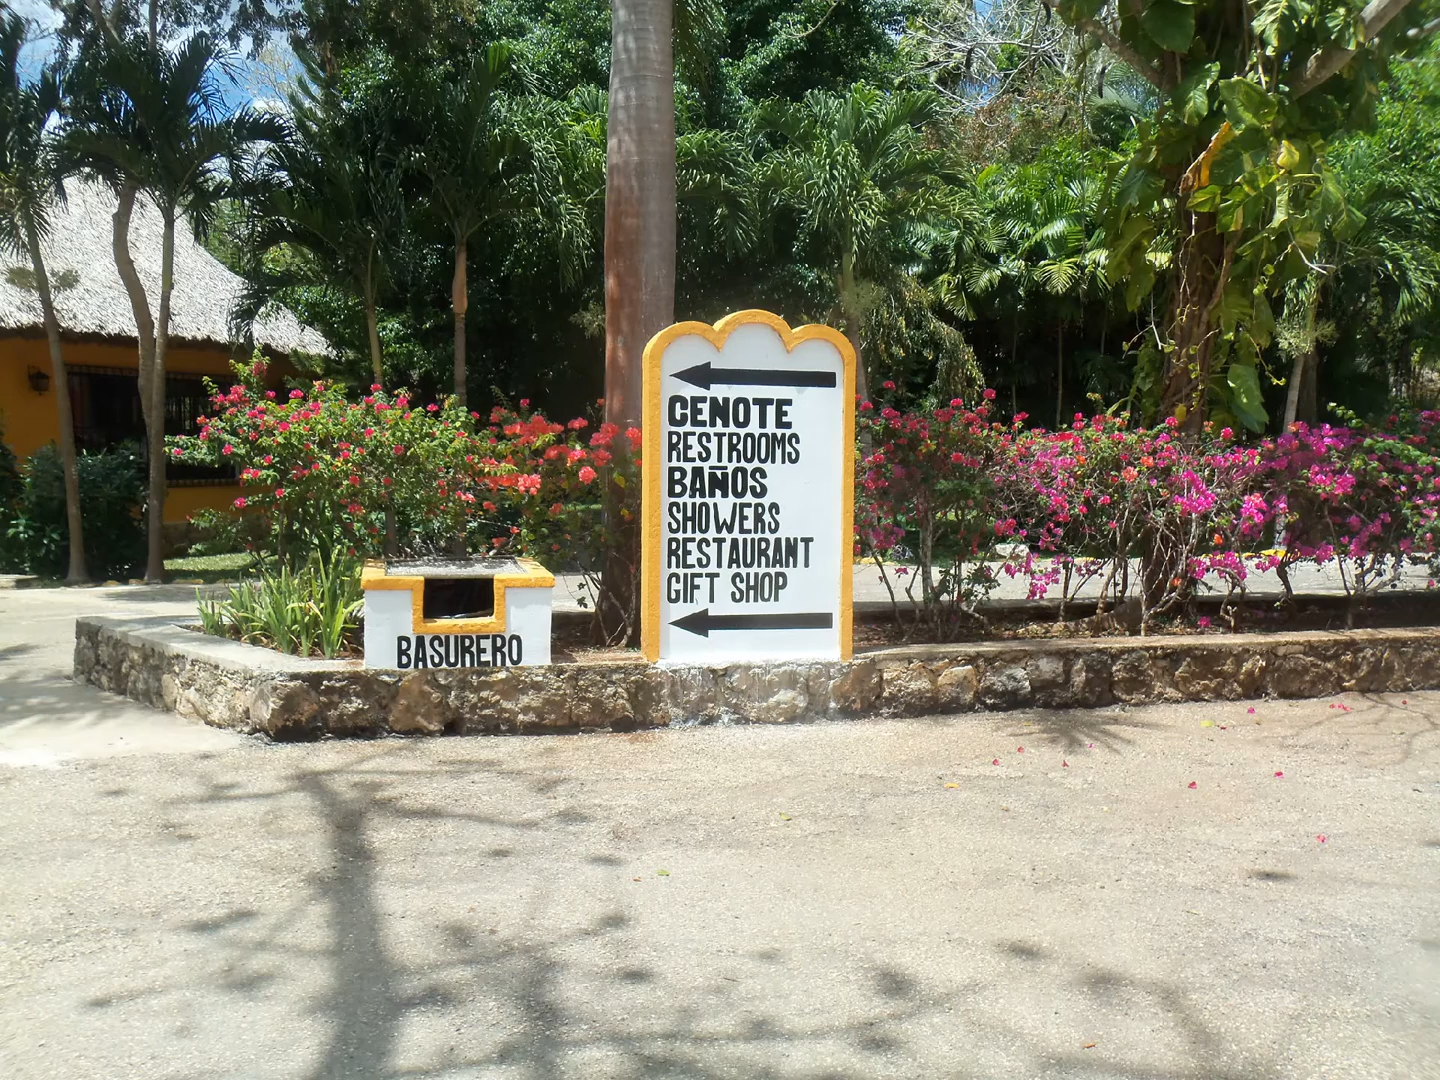 CENOTE
RESTROOMS
BAÑOS
SHOWERS
RESTAURANT
GIFT SHOP
BASURERO